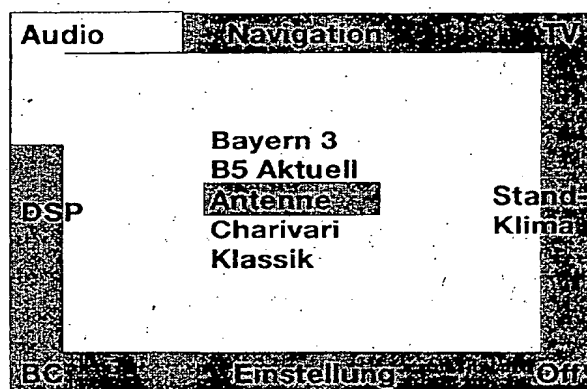 Audio Navigation TV
Bayern 3
B5 Aktuell
Antenne
DSP
Stand-
Klima
Charivari
Klassik
BC Einstellung Off